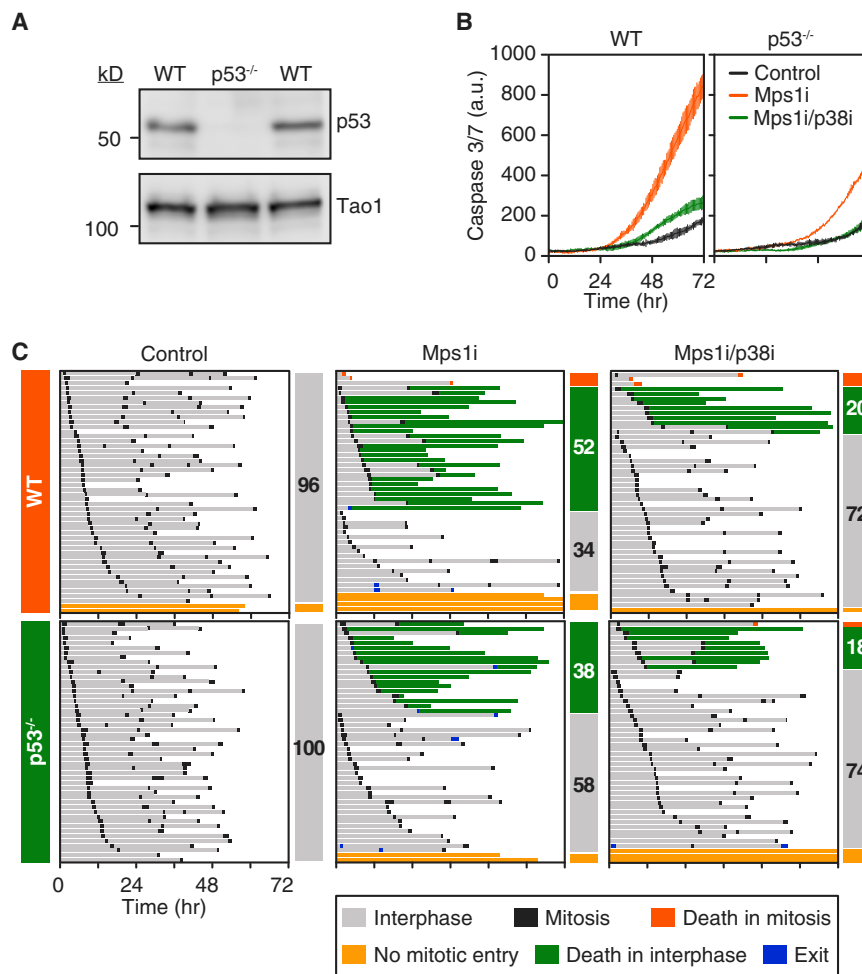 A
kD
WT p53-/- WT
50
p53
100
Tao1
B
WT p53-/-
Caspase 3/7 (a.u.)
1000
800
600
400
200
0
0 24 48 72
Time (hr)
Control
Mps1i
Mps1i/p38i
C
Control Mps1i Mps1i/p38i
WT
96
52
34
20
72
p53-/-
100
38
58
18
74
0 24 48 72
Time (hr)
Interphase Mitosis Death in mitosis
No mitotic entry Death in interphase Exit